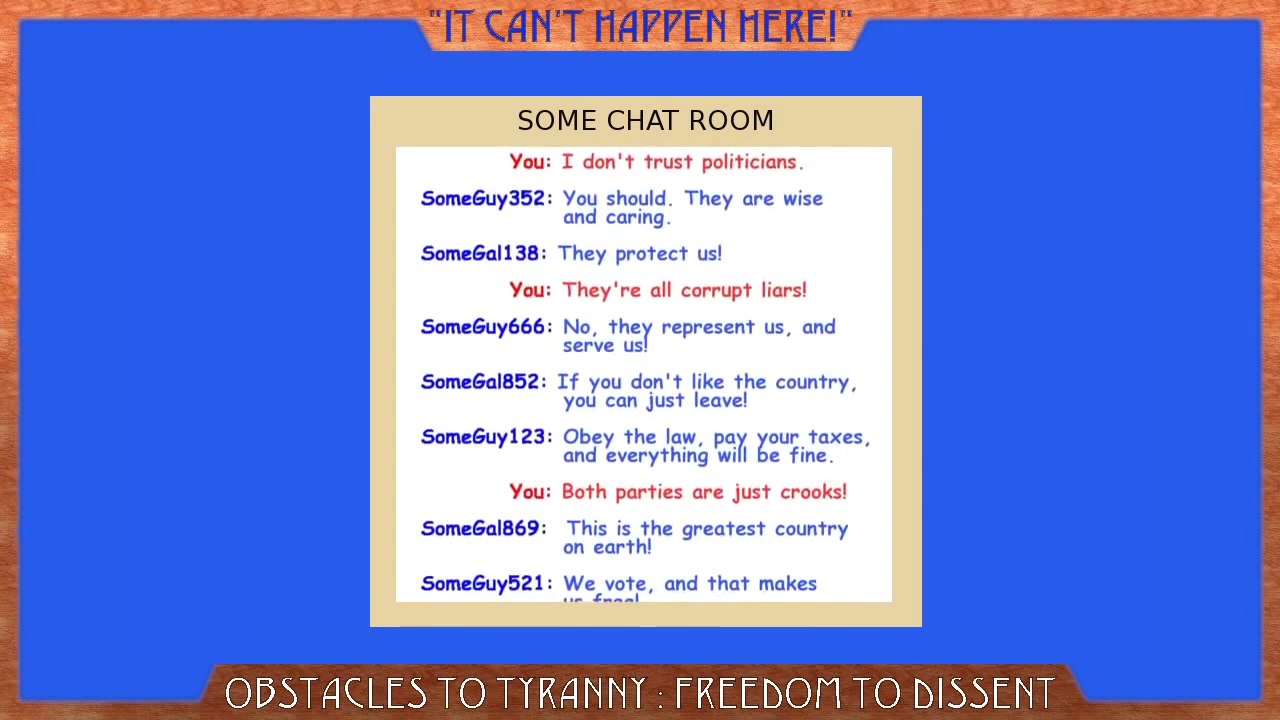 "IT CAN'T HAPPEN HERE!"
SOME CHAT ROOM
You: I don't trust politicians.
SomeGuy352: You should. They are wise
and caring.
SomeGal138: They protect us!
You: They're all corrupt liars!
SomeGuy666: No, they represent us, and
serve us!
SomeGal852: If you don't like the country,
you can just leave!
SomeGuy123: Obey the law, pay your taxes,
and everything will be fine.
You: Both parties are just crooks!
SomeGal869: This is the greatest country
on earth!
SomeGuy521: We vote, and that makes
us free!
OBSTACLES TO TYRANNY : FREEDOM TO DISSENT